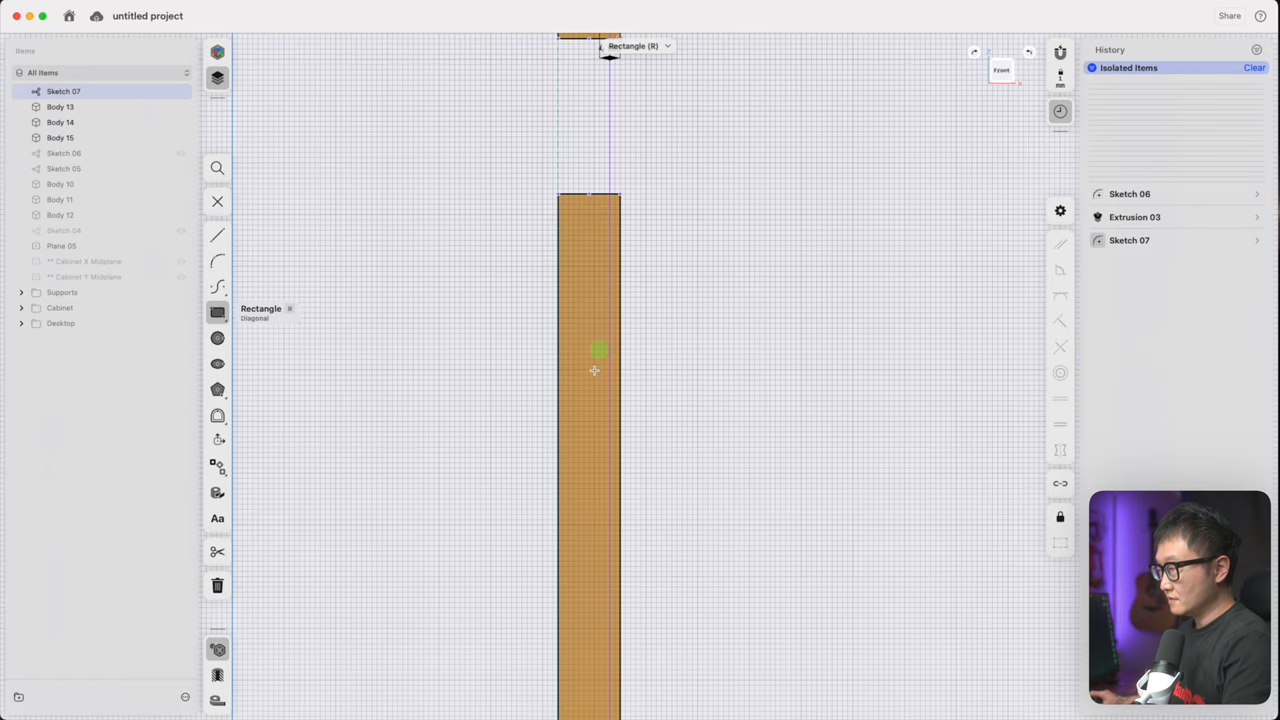 untitled project
Share
Items
All Items
Sketch 07
Body 13
Body 14
Body 15
Sketch 06
Sketch 05
Body 10
Body 11
Body 12
Sketch 04
Plane 05
** Cabinet X Midplane
** Cabinet Y Midplane
Supports
Cabinet
Desktop
Rectangle
Diagonal
Aa
Rectangle (R)
Z
Front
X
1
mm
History
Isolated Items
Clear
Sketch 06
Extrusion 03
Sketch 07